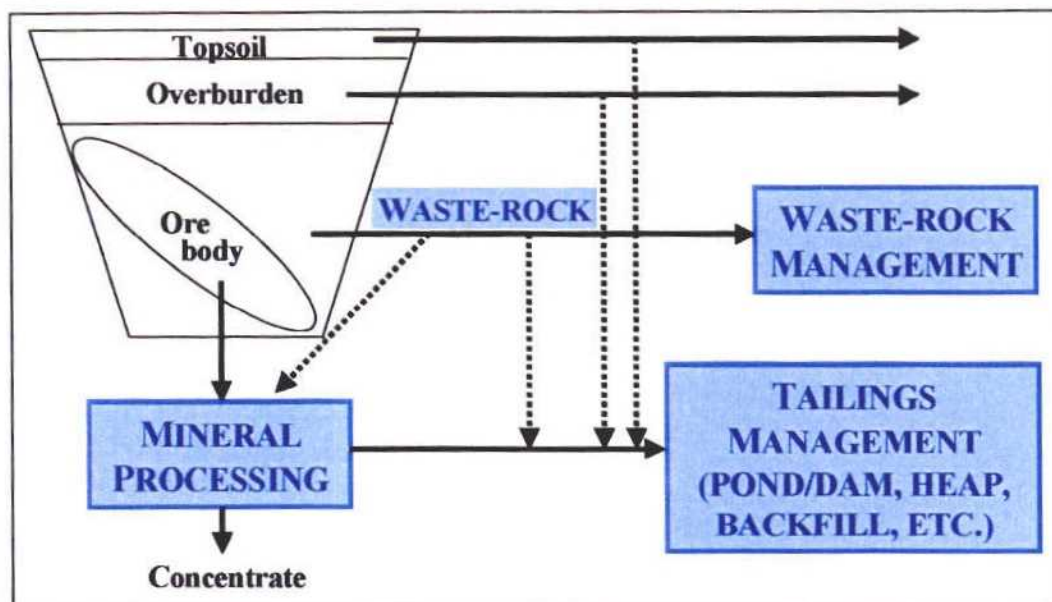 Topsoil
Overburden
WASTE-ROCK
WASTE-ROCK
MANAGEMENT
Ore
body
MINERAL
PROCESSING
TAILINGS
MANAGEMENT
(POND/DAM, HEAP,
BACKFILL, ETC.)
Concentrate